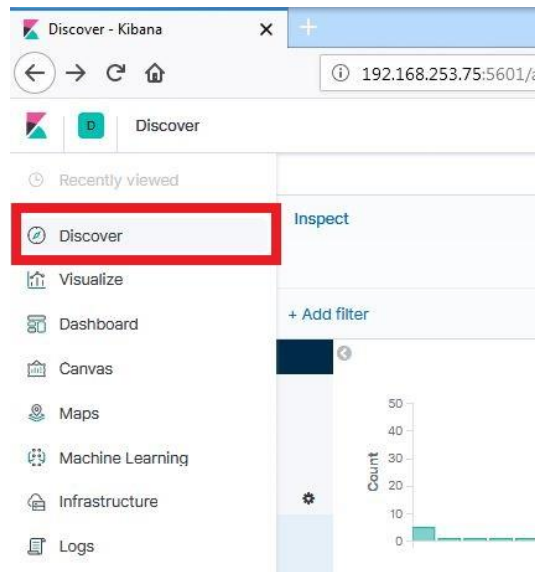 Discover - Kibana
192.168.253.75:5601/a
D Discover
Recently viewed
Discover
Inspect
Visualize
Dashboard
+ Add filter
Canvas
Maps
Machine Learning
Infrastructure
Logs
50
40
30
20
10
0
Count